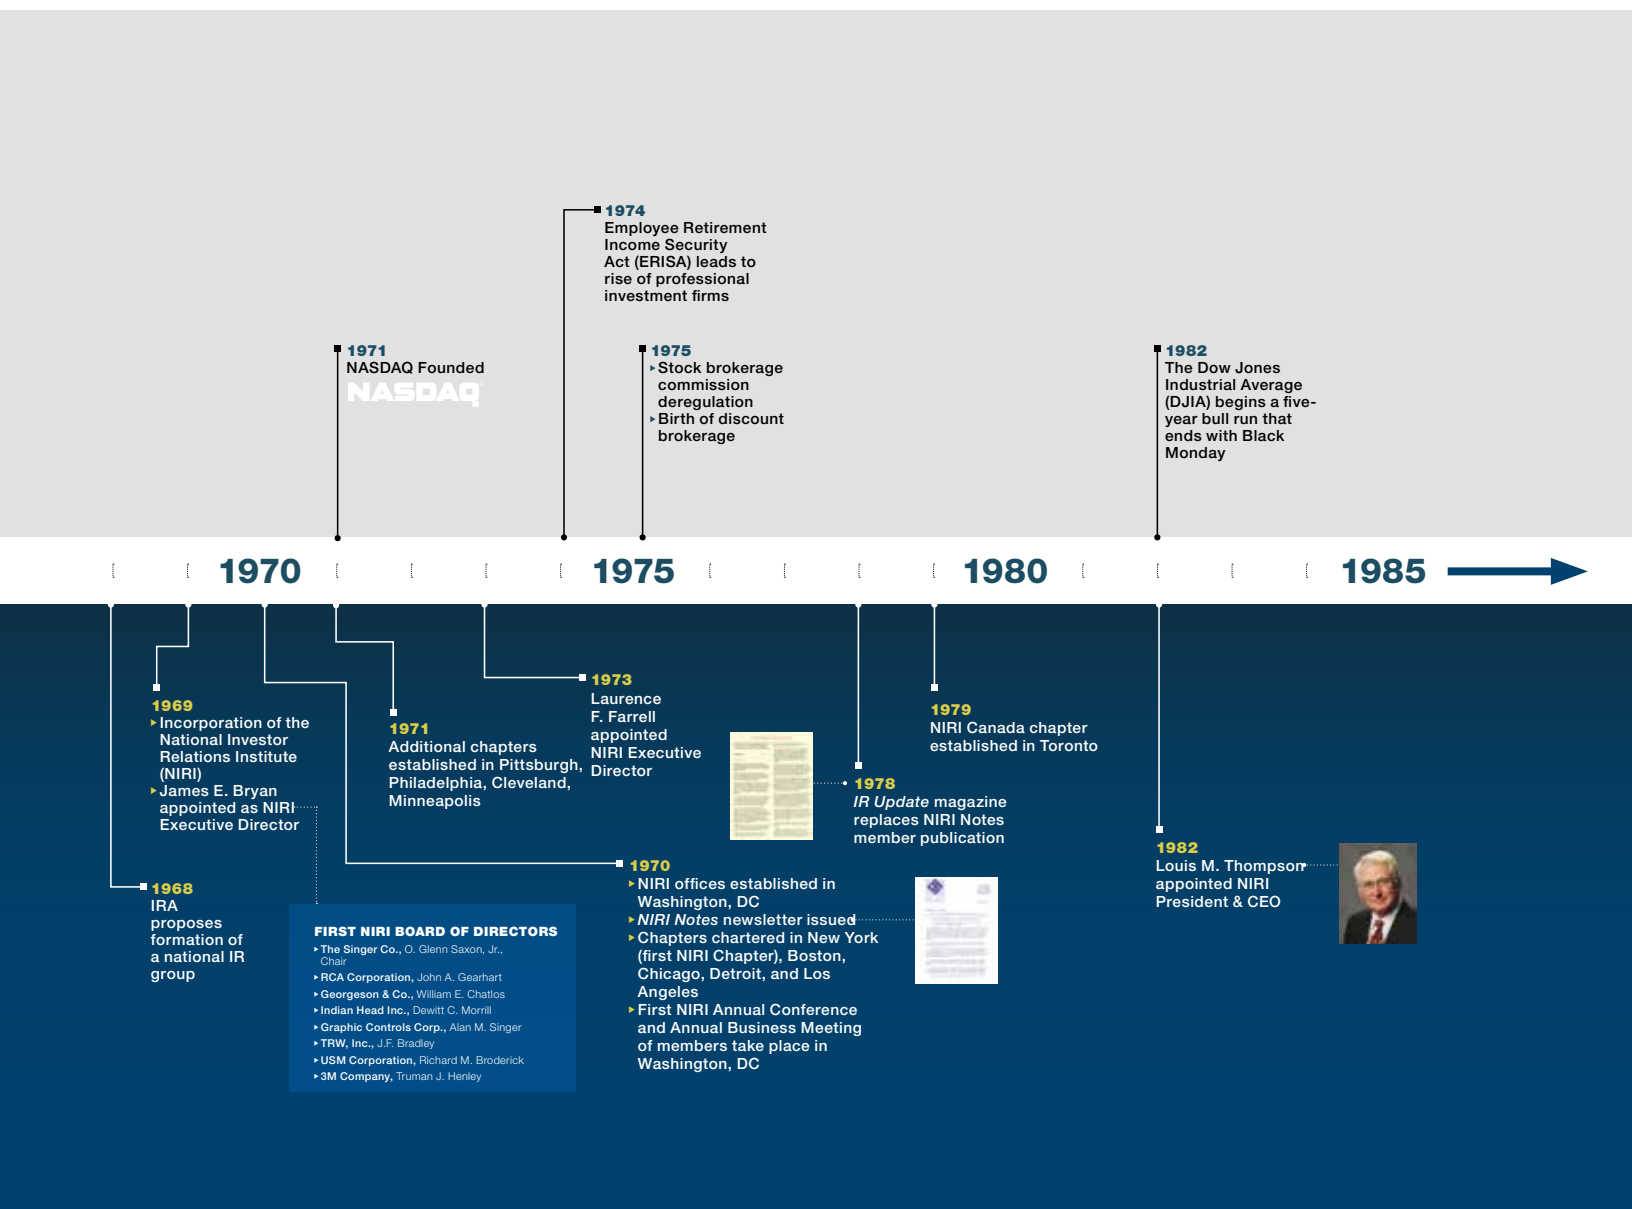 1974
Employee Retirement
Income Security
Act (ERISA) leads to
rise of professional
investment firms
1971
NASDAQ Founded
NASDAQ
1975
▸Stock brokerage
commission
deregulation
▸Birth of discount
brokerage
1982
The Dow Jones
Industrial Average
(DJIA) begins a five-
year bull run that
ends with Black
Monday
1970 1975 1980 1985
1969
▸Incorporation of the
National Investor
Relations Institute
(NIRI)
▸James E. Bryan
appointed as NIRI
Executive Director
1968
IRA
proposes
formation of
a national IR
group
FIRST NIRI BOARD OF DIRECTORS
▸The Singer Co., O. Glenn Saxon, Jr.,
Chair
▸RCA Corporation, John A. Gearhart
▸Georgeson & Co., William E. Chatlos
▸Indian Head Inc., Dewitt C. Morrill
▸Graphic Controls Corp., Alan M. Singer
▸TRW, Inc., J.F. Bradley
▸USM Corporation, Richard M. Broderick
▸3M Company, Truman J. Henley
1971
Additional chapters
established in Pittsburgh,
Philadelphia, Cleveland,
Minneapolis
1973
Laurence
F. Farrell
appointed
NIRI Executive
Director
1970
▸NIRI offices established in
Washington, DC
▸NIRI Notes newsletter issued
▸Chapters chartered in New York
(first NIRI Chapter), Boston,
Chicago, Detroit, and Los
Angeles
▸First NIRI Annual Conference
and Annual Business Meeting
of members take place in
Washington, DC
1978
IR Update magazine
replaces NIRI Notes
member publication
1979
NIRI Canada chapter
established in Toronto
1982
Louis M. Thompson
appointed NIRI
President & CEO